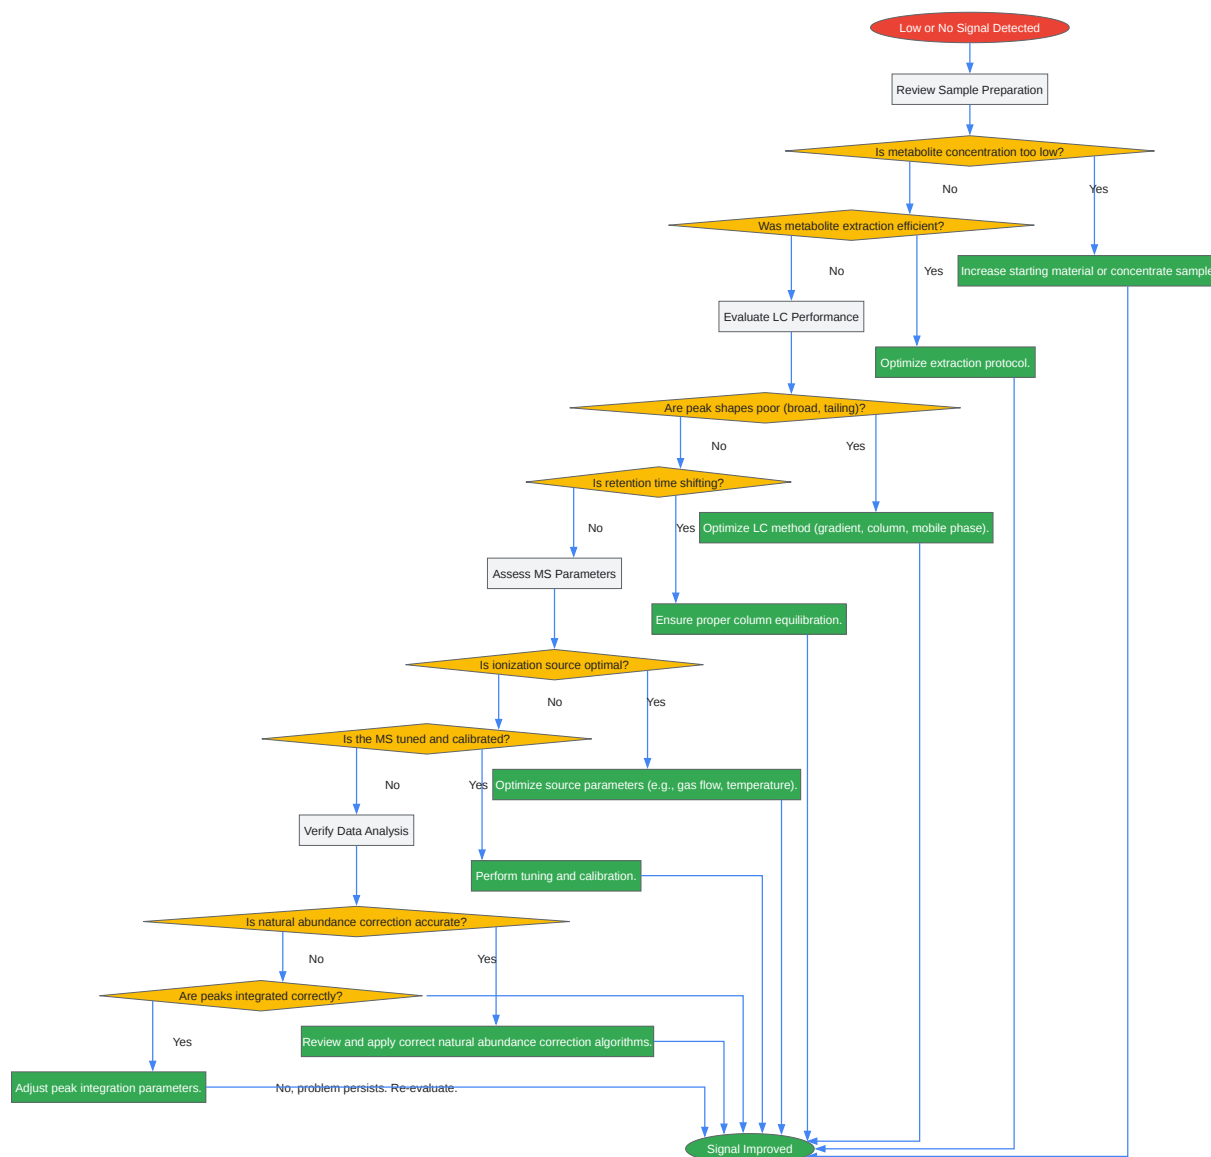 Low or No Signal Detected
Review Sample Preparation
Is metabolite concentration too low?
No
Yes
Was metabolite extraction efficient?
No
Yes
Increase starting material or concentrate sample
Evaluate LC Performance
Optimize extraction protocol.
Are peak shapes poor (broad, tailing)?
No
Yes
Is retention time shifting?
No
Yes
Optimize LC method (gradient, column, mobile phase).
Assess MS Parameters
Ensure proper column equilibration.
Is ionization source optimal?
No
Yes
Is the MS tuned and calibrated?
No
Yes
Optimize source parameters (e.g., gas flow, temperature).
Verify Data Analysis
Perform tuning and calibration.
Is natural abundance correction accurate?
No
Yes
Are peaks integrated correctly?
Yes
Review and apply correct natural abundance correction algorithms.
Adjust peak integration parameters.
No, problem persists. Re-evaluate.
Signal Improved